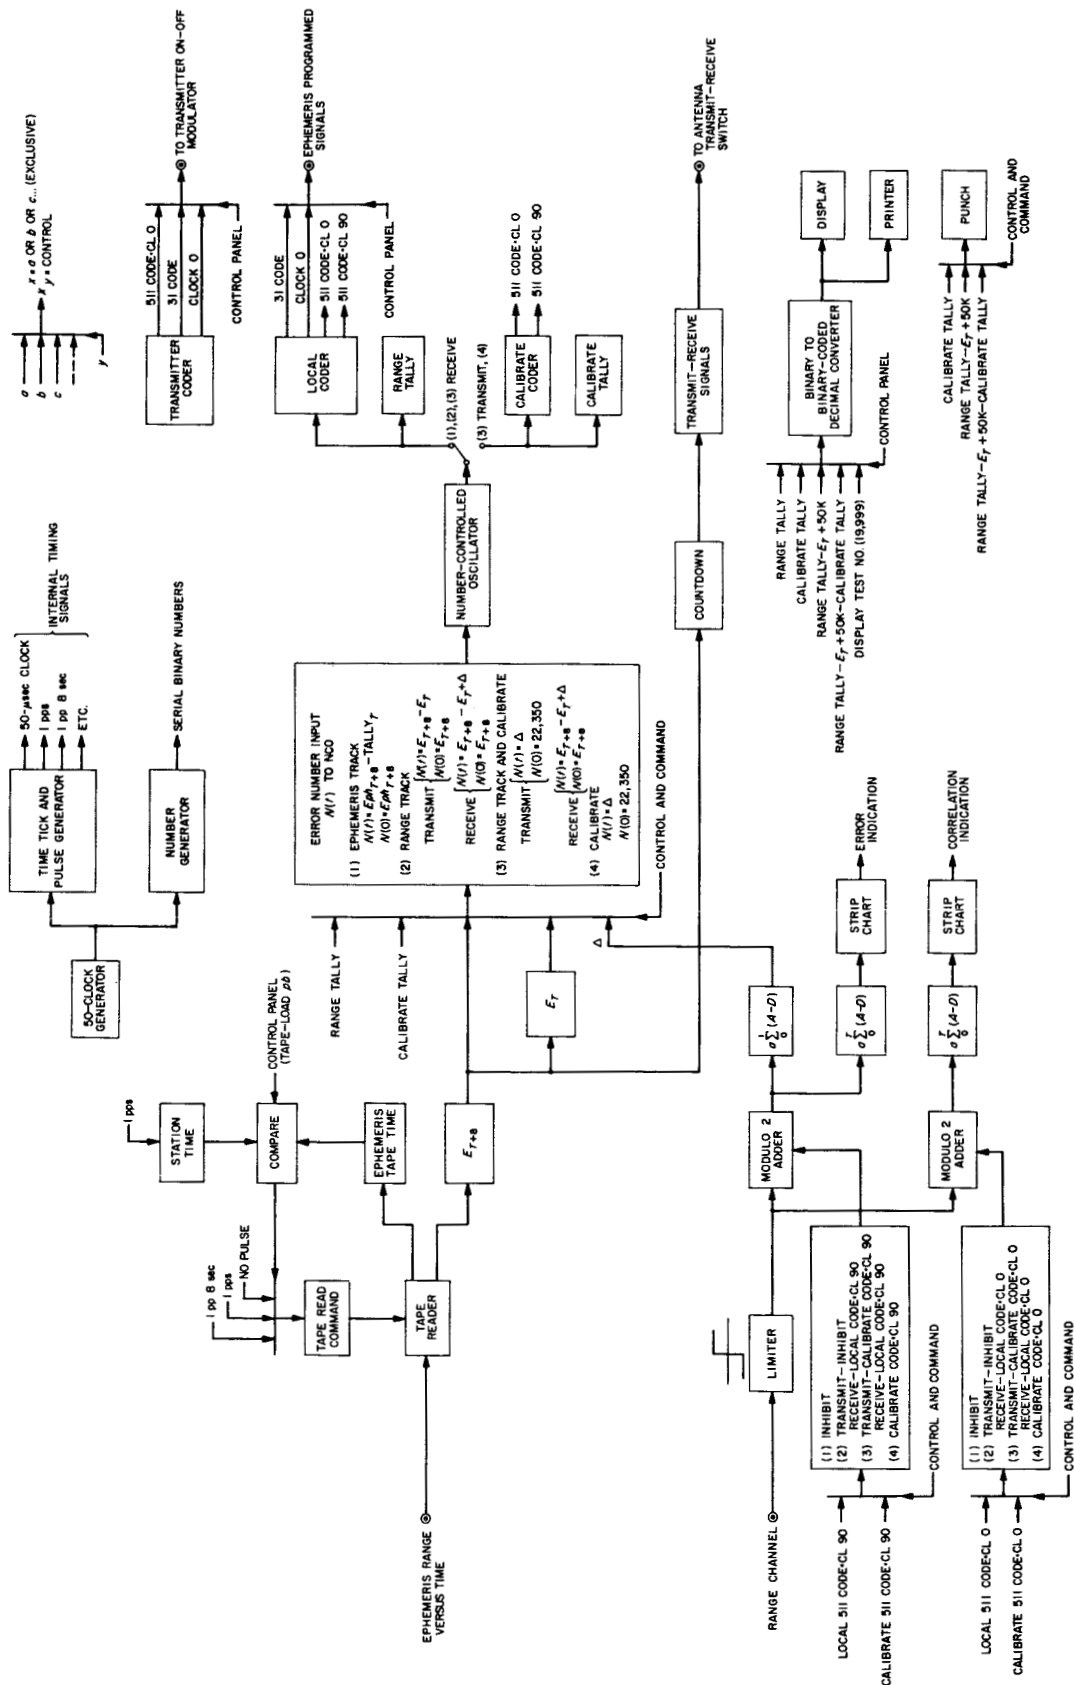 50-CLOCK
GENERATOR
TIME TICK AND
PULSE GENERATOR
50-μsec CLOCK
1 pps
1 pp 8 sec
ETC.
INTERNAL TIMING
SIGNALS
NUMBER
GENERATOR
SERIAL BINARY NUMBERS
a
b
c
x
y
x = a OR b OR c... (EXCLUSIVE)
y = CONTROL
TRANSMITTER
CODER
511 CODE·CL 0
31 CODE
CLOCK 0
CONTROL PANEL
TO TRANSMITTER ON-OFF
MODULATOR
1 pps
STATION
TIME
COMPARE
CONTROL PANEL
(TAPE-LOAD pb)
EPHEMERIS
TAPE TIME
1 pp 8 sec
1 pps
NO PULSE
TAPE READ
COMMAND
TAPE
READER
EPHEMERIS RANGE
VERSUS TIME
E_{T+8}
RANGE TALLY
CALIBRATE TALLY
E_T
Δ
CONTROL AND COMMAND
ERROR NUMBER INPUT
N(t) TO NCO
(1) EPHEMERIS TRACK
N(t) = Eph_{T+8} - TALLY_T
N(0) = Eph_{T+8}
(2) RANGE TRACK
TRANSMIT { N(t) = E_{T+8} - E_T
N(0) = E_{T+8}
RECEIVE { N(t) = E_{T+8} - E_T + Δ
N(0) = E_{T+8}
(3) RANGE TRACK AND CALIBRATE
TRANSMIT { N(t) = Δ
N(0) = 22,350
RECEIVE { N(t) = E_{T+8} - E_T + Δ
N(0) = E_{T+8}
(4) CALIBRATE
N(t) = Δ
N(0) = 22,350
NUMBER-CONTROLLED
OSCILLATOR
(1), (2), (3) RECEIVE
(3) TRANSMIT, (4)
LOCAL
CODER
31 CODE
CLOCK 0
511 CODE·CL 0
511 CODE·CL 90
CONTROL PANEL
EPHEMERIS PROGRAMMED
SIGNALS
RANGE
TALLY
CALIBRATE
CODER
511 CODE·CL 0
511 CODE·CL 90
CALIBRATE
TALLY
COUNTDOWN
TRANSMIT-RECEIVE
SIGNALS
TO ANTENNA
TRANSMIT-RECEIVE
SWITCH
RANGE CHANNEL
LIMITER
MODULO 2
ADDER
σ∑_0^1 (A-D)
σ∑_0^T (A-D)
STRIP
CHART
ERROR
INDICATION
MODULO 2
ADDER
σ∑_0^T (A-D)
STRIP
CHART
CORRELATION
INDICATION
LOCAL 511 CODE·CL 90
CALIBRATE 511 CODE·CL 90
CONTROL AND COMMAND
(1) INHIBIT
(2) TRANSMIT-INHIBIT
RECEIVE-LOCAL CODE·CL 90
(3) TRANSMIT-CALIBRATE CODE·CL 90
RECEIVE-LOCAL CODE·CL 90
(4) CALIBRATE CODE·CL 90
LOCAL 511 CODE·CL 0
CALIBRATE 511 CODE·CL 0
CONTROL AND COMMAND
(1) INHIBIT
(2) TRANSMIT-INHIBIT
RECEIVE-LOCAL CODE·CL 0
(3) TRANSMIT-CALIBRATE CODE·CL 0
RECEIVE-LOCAL CODE·CL 0
(4) CALIBRATE CODE·CL 0
RANGE TALLY
CALIBRATE TALLY
RANGE TALLY-E_T+50K
RANGE TALLY-E_T+50K-CALIBRATE TALLY
DISPLAY TEST NO. (19,999)
CONTROL PANEL
BINARY TO
BINARY-CODED
DECIMAL CONVERTER
DISPLAY
PRINTER
CALIBRATE TALLY
RANGE TALLY-E_T+50K
RANGE TALLY-E_T+50K-CALIBRATE TALLY
PUNCH
CONTROL AND
COMMAND